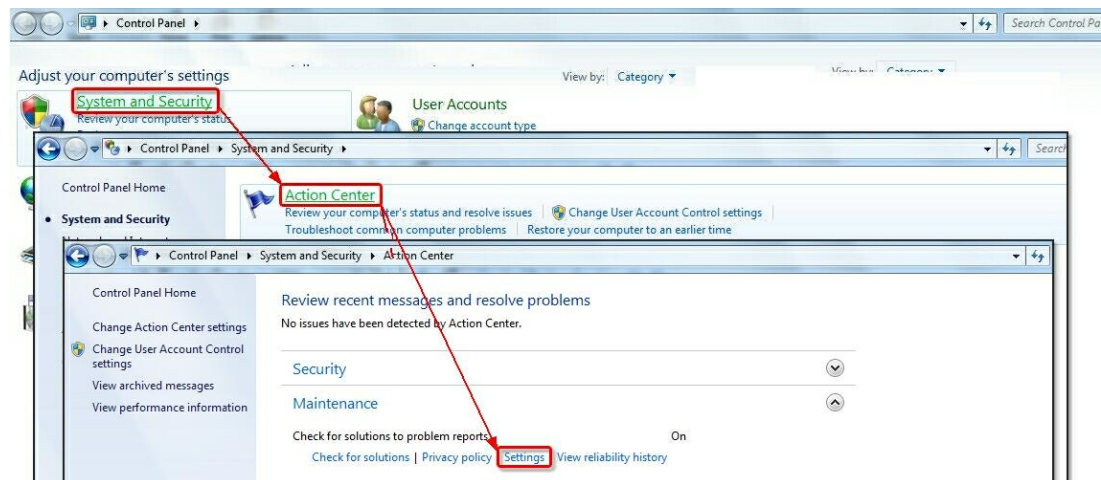 Control Panel
Search Control Pa
Adjust your computer's settings
View by: Category
System and Security
Review your computer's status
User Accounts
Change account type
Control Panel System and Security
Search
Control Panel Home
System and Security
Action Center
Review your computer's status and resolve issues Change User Account Control settings
Troubleshoot common computer problems Restore your computer to an earlier time
Control Panel System and Security Action Center
Control Panel Home
Change Action Center settings
Change User Account Control
settings
View archived messages
View performance information
Review recent messages and resolve problems
No issues have been detected by Action Center.
Security
Maintenance
Check for solutions to problem reports On
Check for solutions | Privacy policy Settings View reliability history